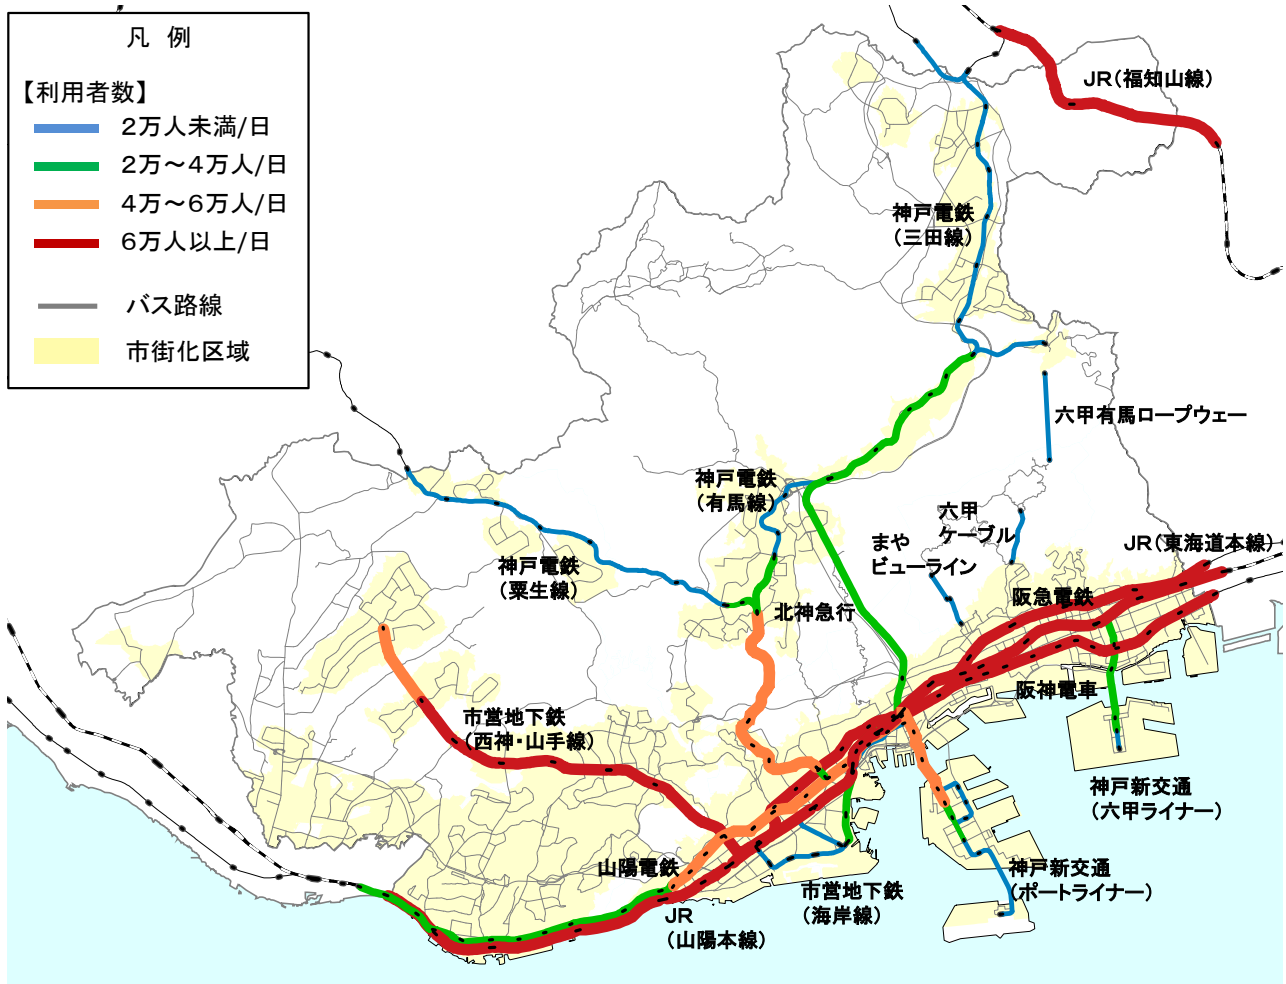 凡 例
【利用者数】
2万人未満/日
2万～4万人/日
4万～6万人/日
6万人以上/日
バス路線
市街化区域
JR(福知山線)
神戸電鉄
(三田線)
六甲有馬ロープウェー
神戸電鉄
(有馬線)
六甲
ケーブル
まや
ビューライン
JR(東海道本線)
神戸電鉄
(粟生線)
阪急電鉄
北神急行
阪神電車
市営地下鉄
(西神・山手線)
神戸新交通
(六甲ライナー)
山陽電鉄
神戸新交通
(ポートライナー)
市営地下鉄
(海岸線)
JR
(山陽本線)